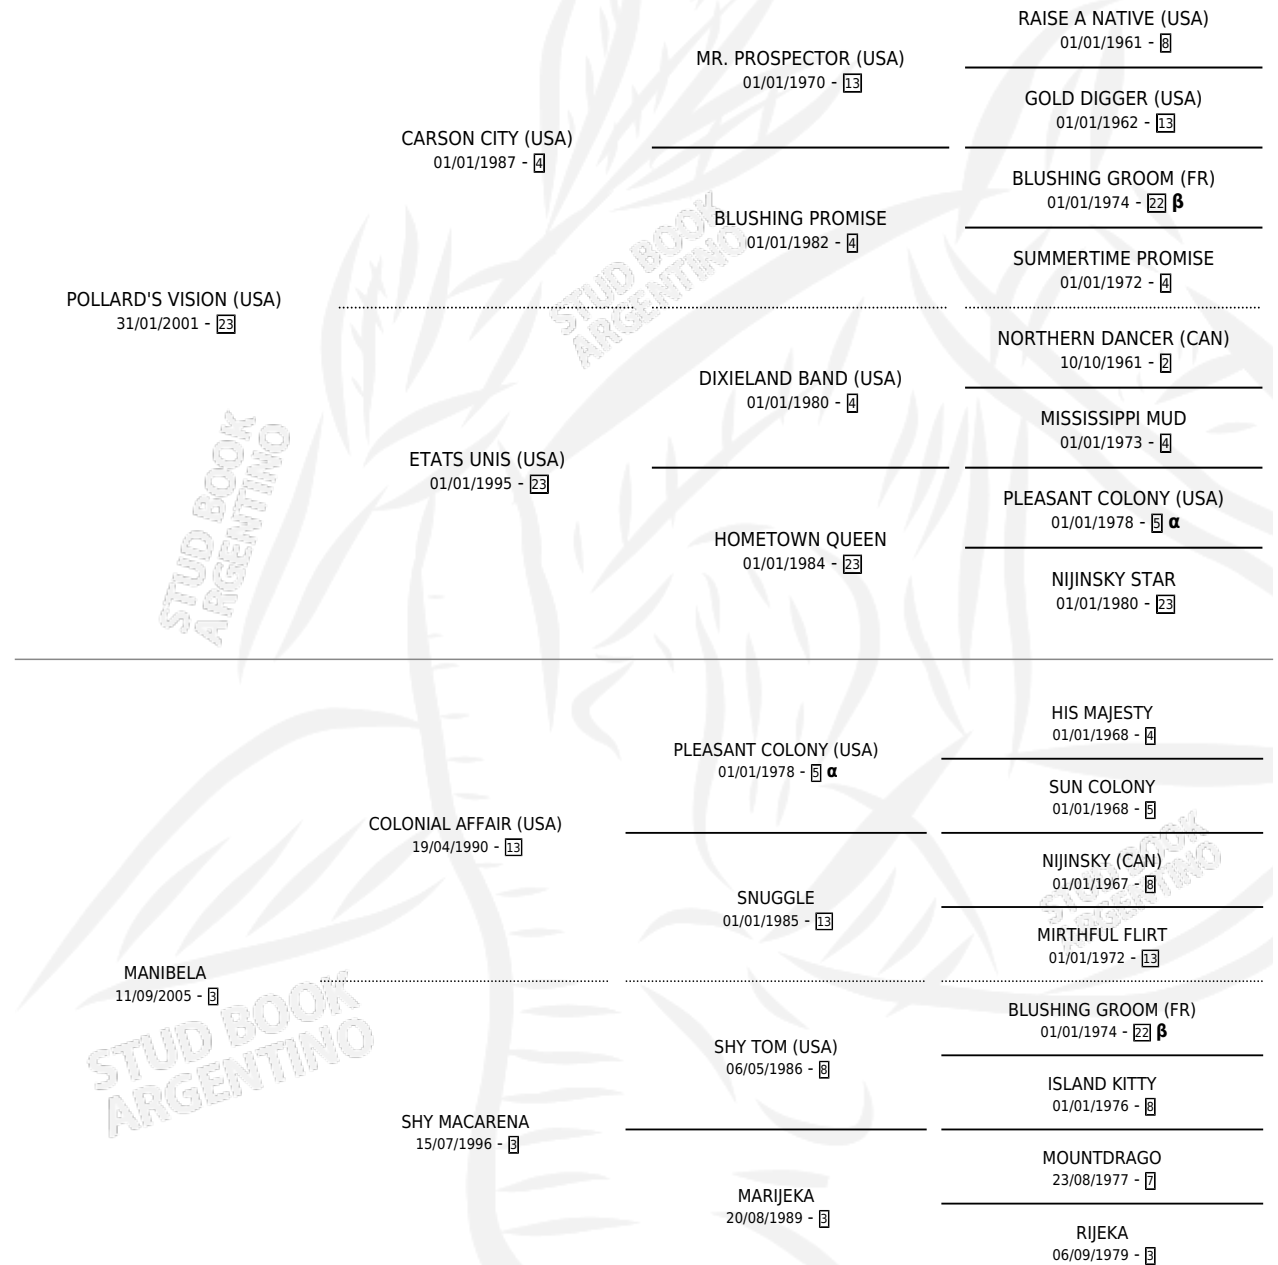 RAISE A NATIVE (USA)
01/01/1961 - 8
MR. PROSPECTOR (USA)
01/01/1970 - 13
GOLD DIGGER (USA)
01/01/1962 - 13
CARSON CITY (USA)
01/01/1987 - 4
BLUSHING GROOM (FR)
01/01/1974 - 22 β
BLUSHING PROMISE
01/01/1982 - 4
SUMMERTIME PROMISE
01/01/1972 - 4
POLLARD'S VISION (USA)
31/01/2001 - 23
STUD BOOK
ARGENTINO
NORTHERN DANCER (CAN)
10/10/1961 - 2
DIXIELAND BAND (USA)
01/01/1980 - 4
MISSISSIPPI MUD
01/01/1973 - 4
ETATS UNIS (USA)
01/01/1995 - 23
PLEASANT COLONY (USA)
01/01/1978 - 5 α
HOMETOWN QUEEN
01/01/1984 - 23
NIJINSKY STAR
01/01/1980 - 23
STUD BOOK
ARGENTINO
HIS MAJESTY
01/01/1968 - 4
PLEASANT COLONY (USA)
01/01/1978 - 5 α
SUN COLONY
01/01/1968 - 5
COLONIAL AFFAIR (USA)
19/04/1990 - 13
NIJINSKY (CAN)
01/01/1967 - 8
STUD BOOK
ARGENTINO
SNUGGLE
01/01/1985 - 13
MIRTHFUL FLIRT
01/01/1972 - 13
MANIBELA
11/09/2005 - 3
STUD BOOK
ARGENTINO
BLUSHING GROOM (FR)
01/01/1974 - 22 β
SHY TOM (USA)
06/05/1986 - 8
ISLAND KITTY
01/01/1976 - 8
SHY MACARENA
15/07/1996 - 3
MOUNTDRAGO
23/08/1977 - 7
MARIJEKA
20/08/1989 - 3
RIJEKA
06/09/1979 - 3